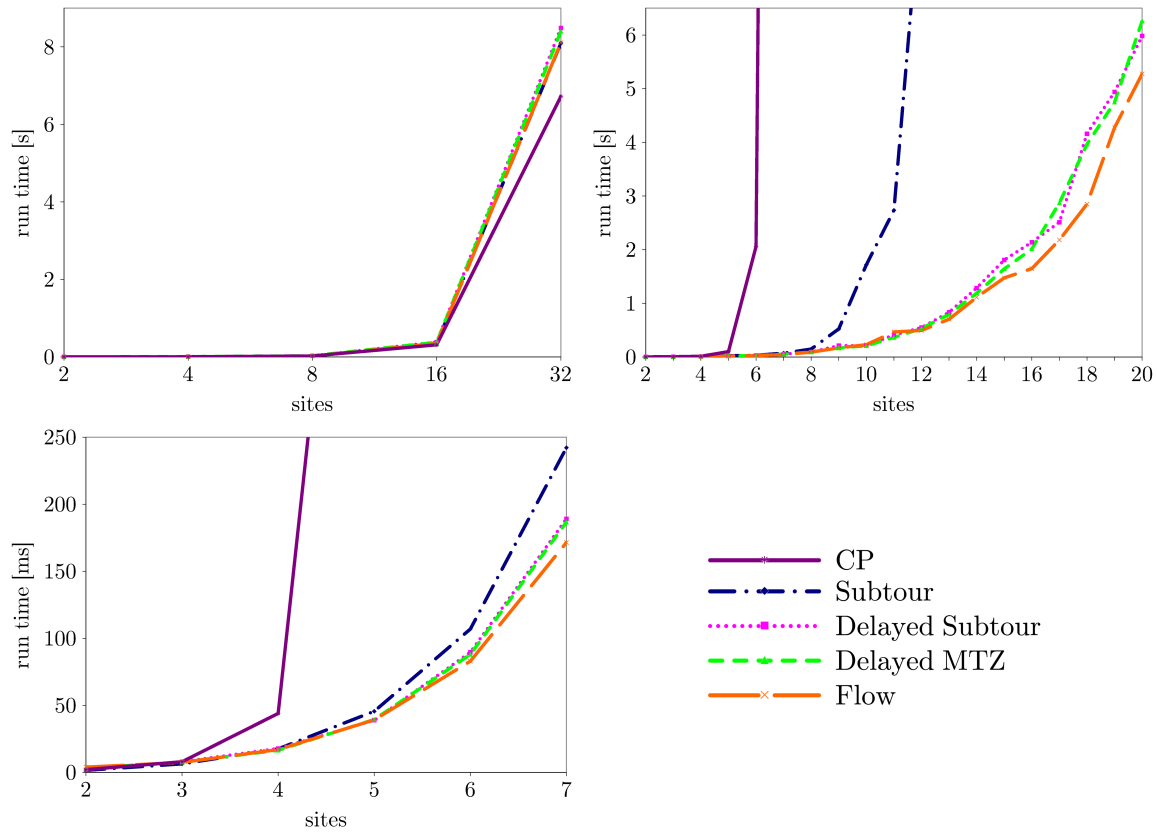 8
6
4
2
0
run time [s]
2 4 8 16 32
sites
6
5
4
3
2
1
0
run time [s]
2 4 6 8 10 12 14 16 18 20
sites
250
200
150
100
50
0
run time [ms]
2 3 4 5 6 7
sites
CP
Subtour
Delayed Subtour
Delayed MTZ
Flow